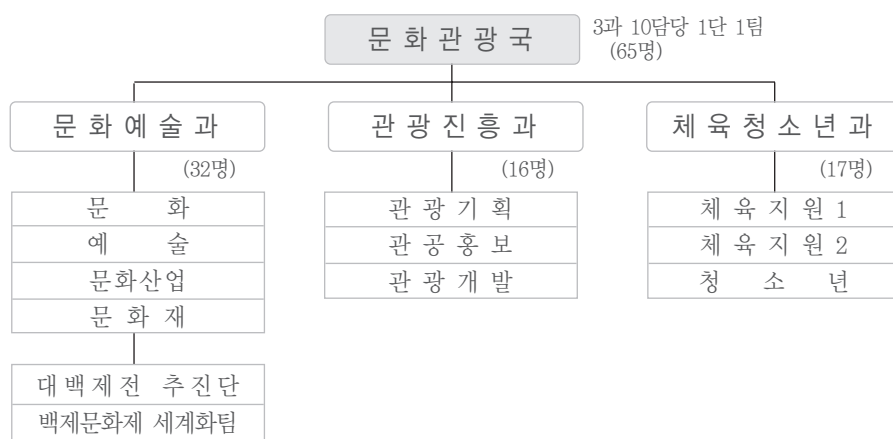 문화관광국
3과 10담당 1단 1팀
(65명)
문화예술과
(32명)
문 화
예 술
문화산업
문화재
대백제전 추진단
백제문화제 세계화팀
관광진흥과
(16명)
관광기획
관공홍보
관광개발
체육청소년과
(17명)
체육지원1
체육지원2
청 소 년